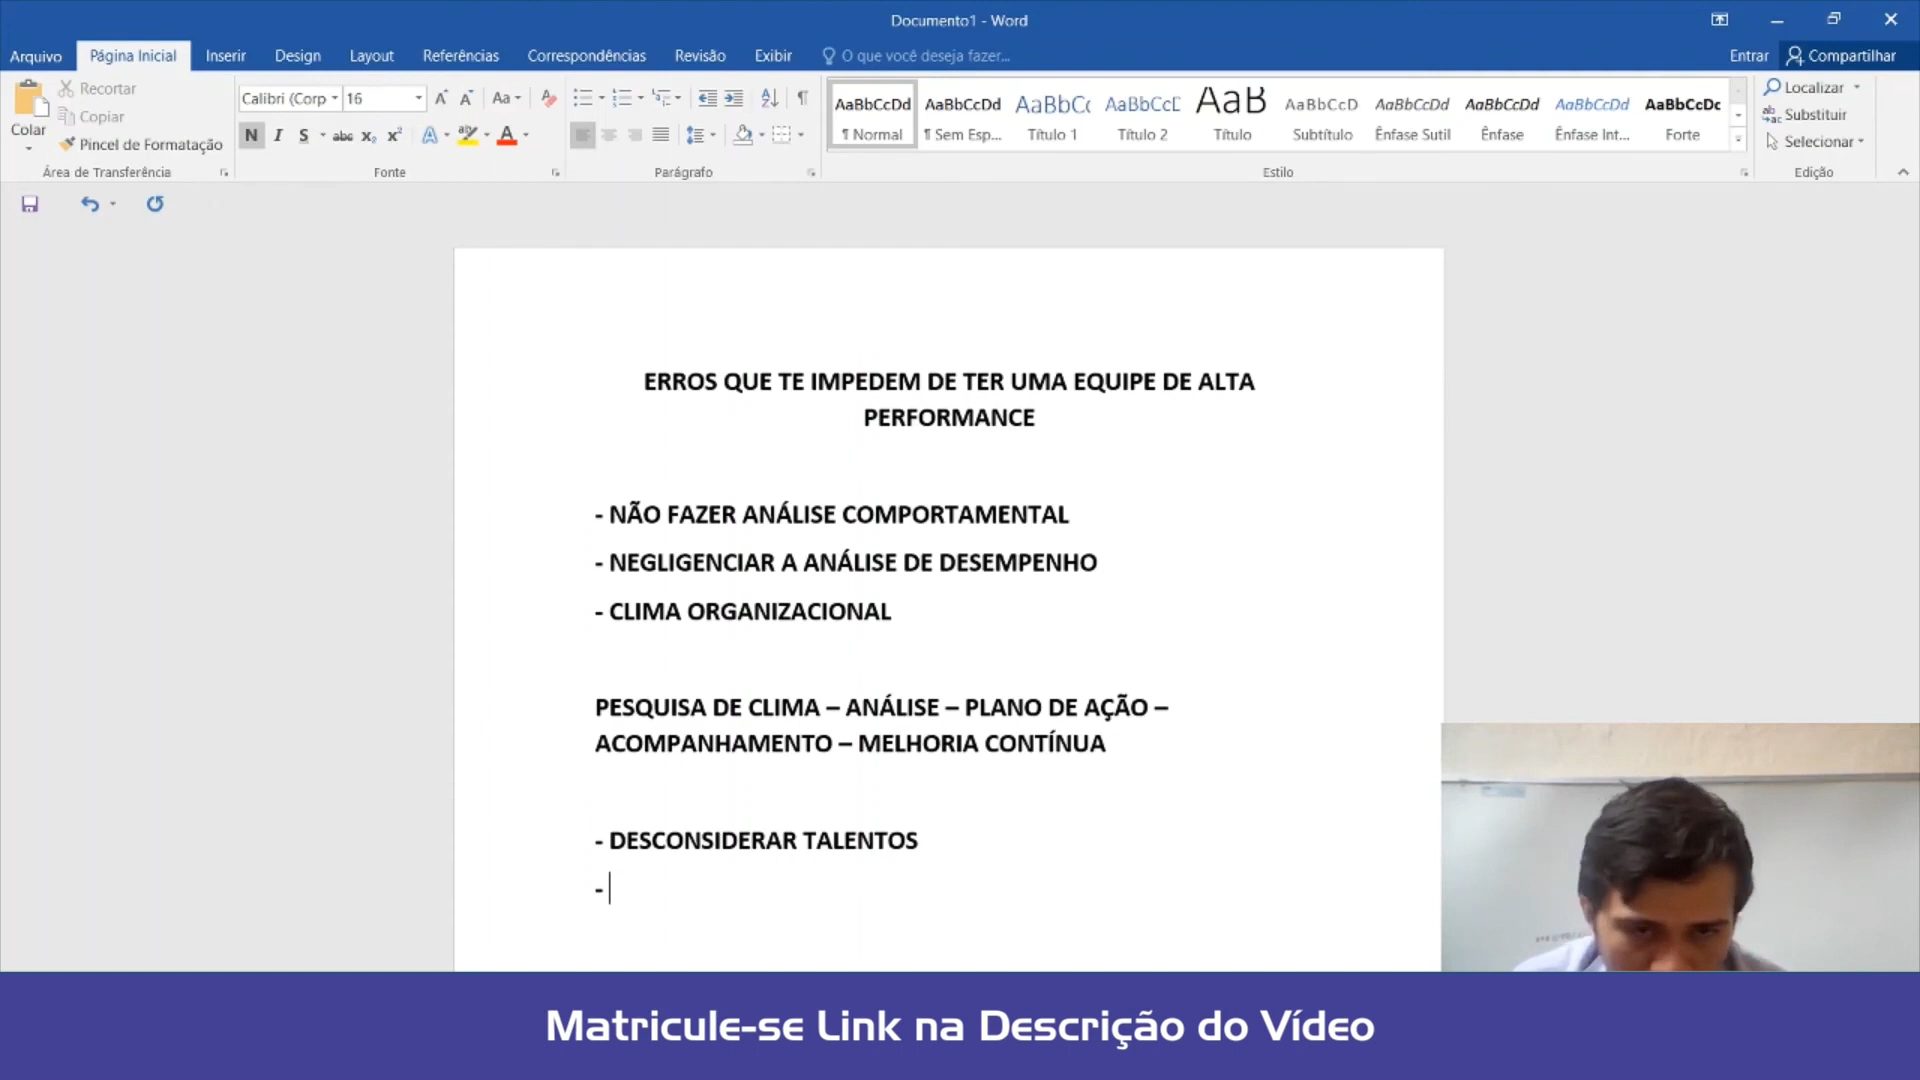 Documento1 - Word
Arquivo Página Inicial Inserir Design Layout Referências Correspondências Revisão Exibir O que você deseja fazer... Entrar Compartilhar
Colar
Recortar
Copiar
Pincel de Formatação
Área de Transferência
Calibri (Corp 16 Aa
N I S abc x₂ x² A ab A
Fonte
Parágrafo
AaBbCcDd AaBbCcDd AaBbCc AaBbCcE AaB AaBbCcD AaBbCcDd AaBbCcDd AaBbCcDd AaBbCcDc
¶ Normal ¶ Sem Esp... Título 1 Título 2 Título Subtítulo Ênfase Sutil Ênfase Ênfase Int... Forte
Estilo
Localizar
Substituir
Selecionar
Edição
ERROS QUE TE IMPEDEM DE TER UMA EQUIPE DE ALTA
PERFORMANCE
- NÃO FAZER ANÁLISE COMPORTAMENTAL
- NEGLIGENCIAR A ANÁLISE DE DESEMPENHO
- CLIMA ORGANIZACIONAL
PESQUISA DE CLIMA – ANÁLISE – PLANO DE AÇÃO –
ACOMPANHAMENTO – MELHORIA CONTÍNUA
- DESCONSIDERAR TALENTOS
-
Matricule-se Link na Descrição do Vídeo